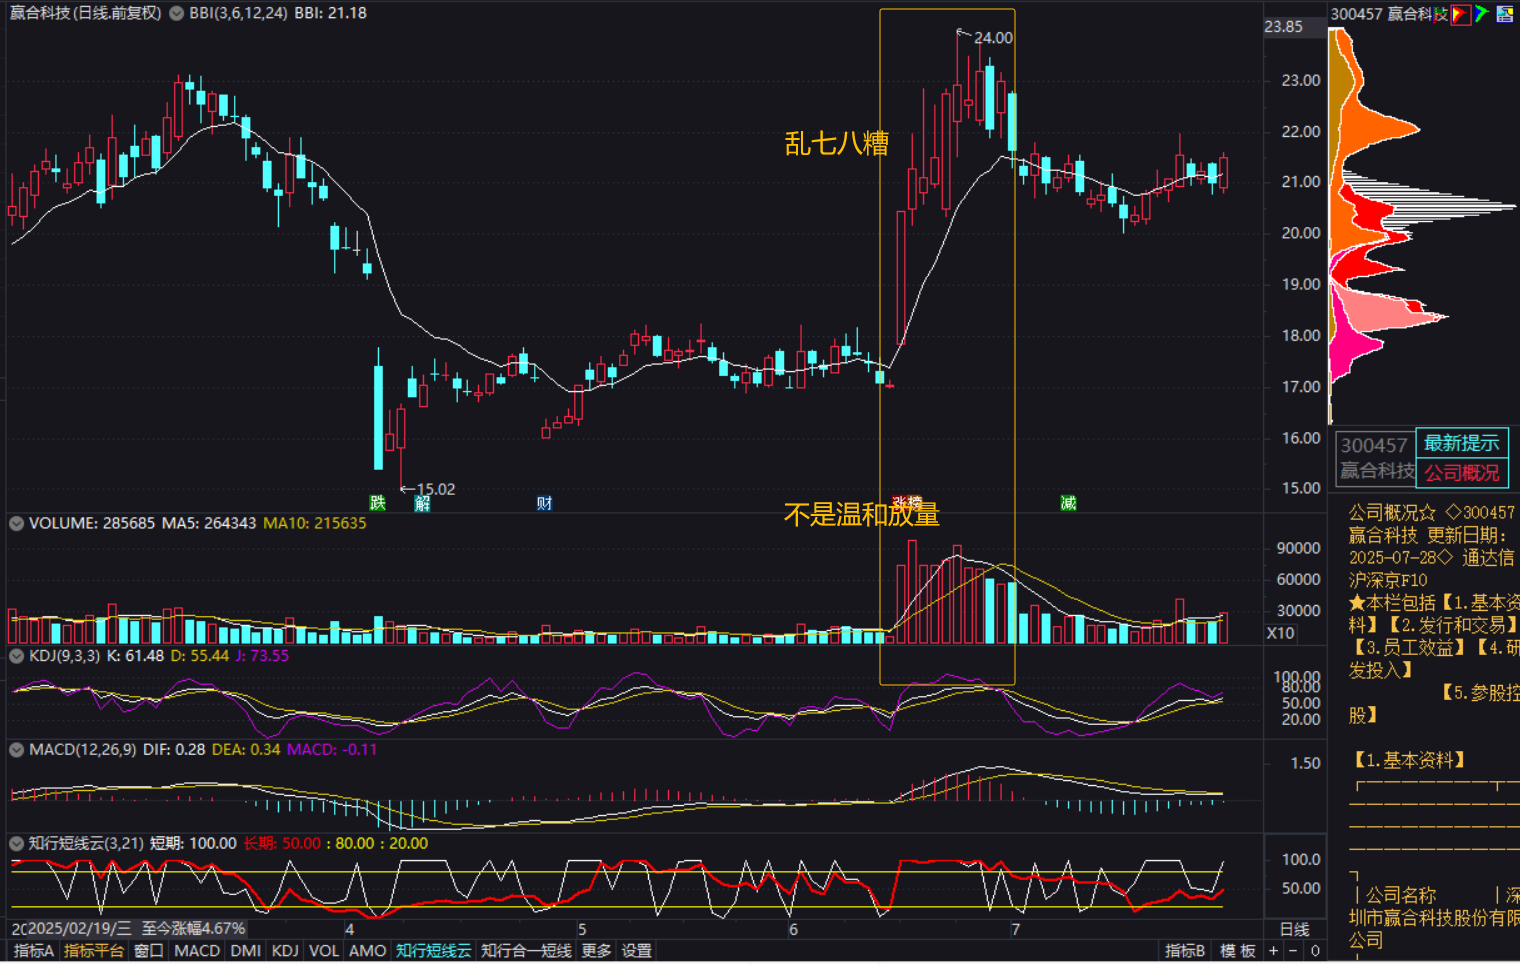 赢合科技(日线.前复权) BBI(3,6,12,24) BBI: 21.18
23.85
300457 赢合科技
24.00
23.00
22.00
乱七八糟
21.00
20.00
19.00
18.00
17.00
16.00
15.00
15.02
跌 解 财 涨 榜 减
不是温和放量
300457 最新提示
赢合科技 公司概况
VOLUME: 285685 MA5: 264343 MA10: 215635
90000
60000
30000
X10
公司概况☆ ◇300457
赢合科技 更新日期:
2025-07-28◇ 通达信
沪深京F10
★本栏包括【1.基本资
料】【2.发行和交易】
【3.员工效益】【4.研
发投入】
【5.参股控
股】
【1.基本资料】
KDJ(9,3,3) K: 61.48 D: 55.44 J: 73.55
100.00
80.00
50.00
20.00
MACD(12,26,9) DIF: 0.28 DEA: 0.34 MACD: -0.11
1.50
知行短线云(3,21) 短期: 100.00 长期: 50.00 : 80.00 : 20.00
100.0
50.00
|公司名称 |深
圳市赢合科技股份有限
公司
2025/02/19/三 至今涨幅4.67% 4 5 6 7 日线
指标A 指标平台 窗口 MACD DMI KDJ VOL AMO 知行短线云 知行合一短线 更多 设置 指标B 模板 + - 0